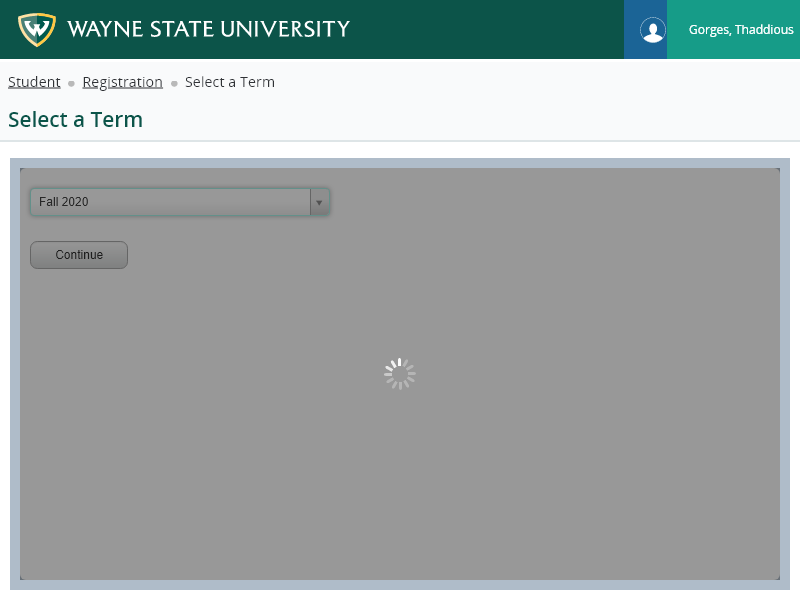 WAYNE STATE UNIVERSITY
Gorges, Thaddious
Student Registration Select a Term
Select a Term
Fall 2020
Continue